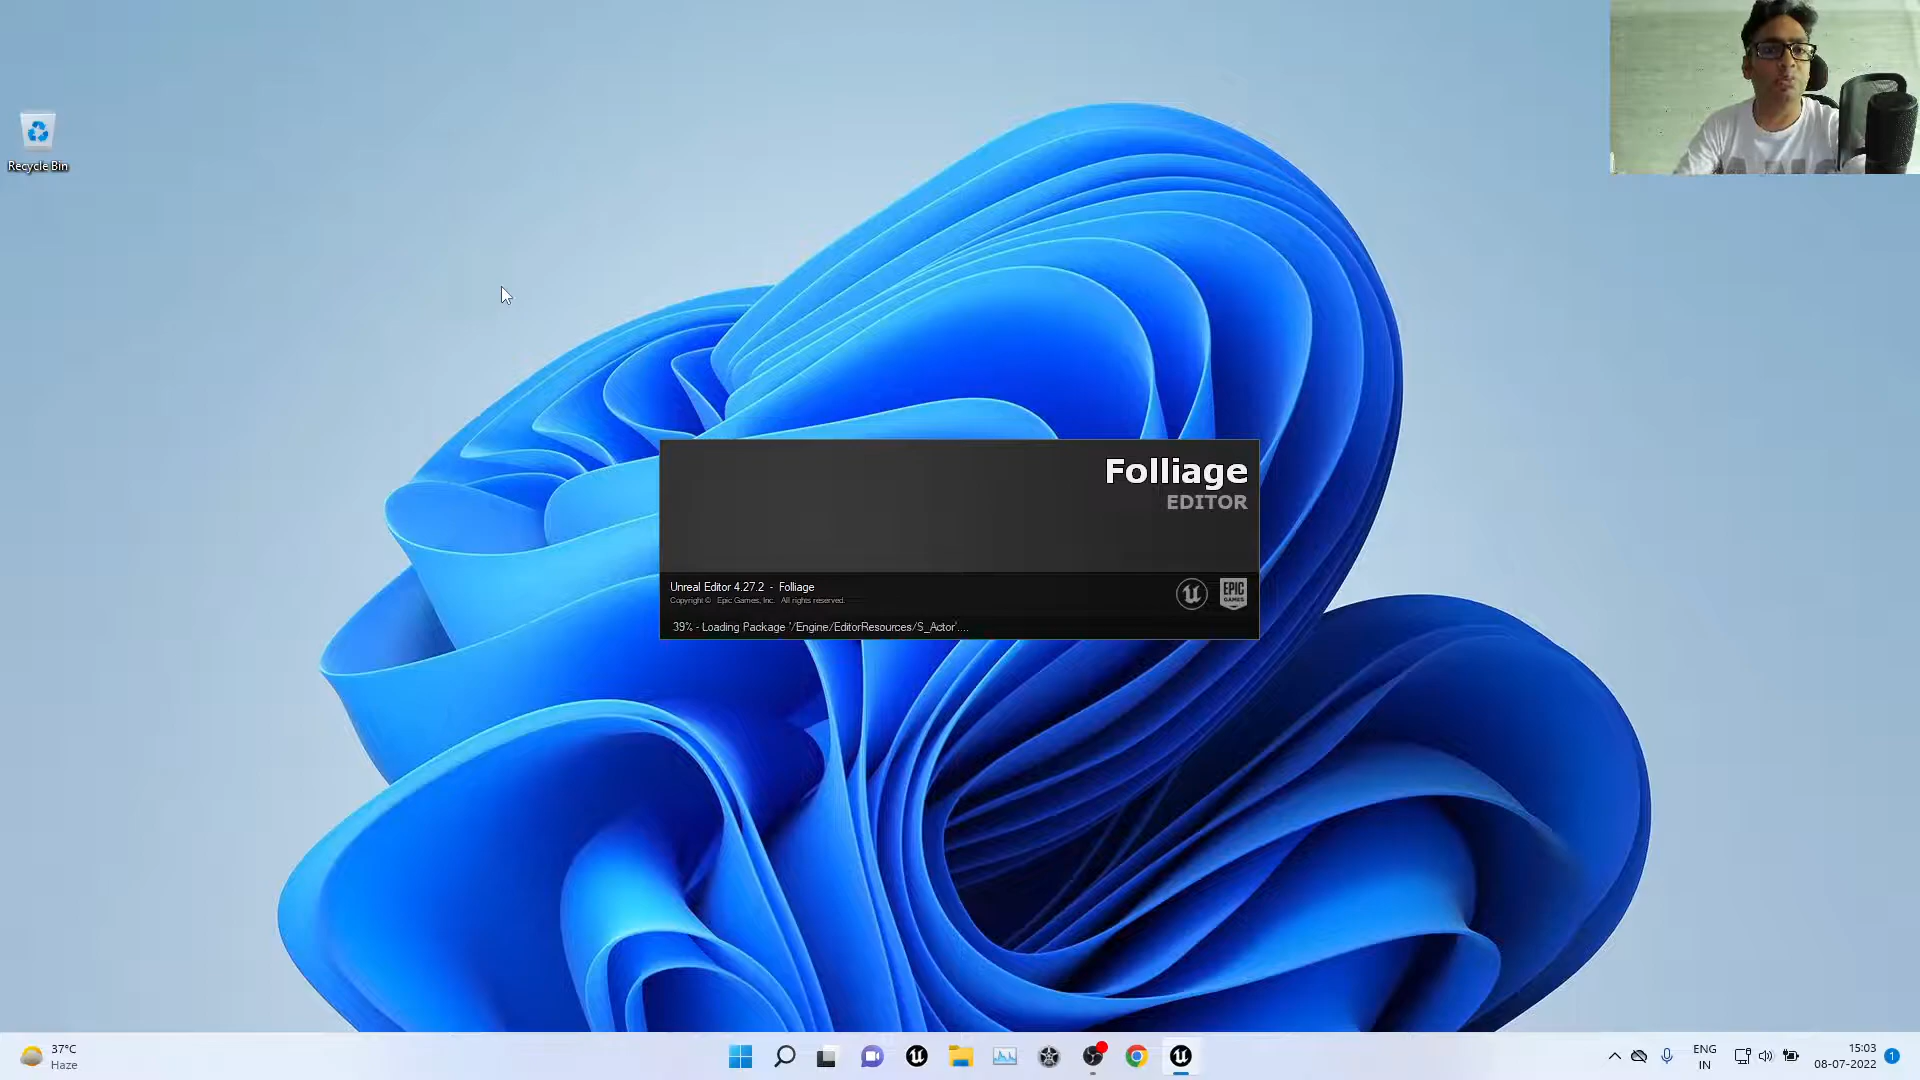 Recycle Bin
Folliage
EDITOR
Unreal Editor 4.27.2 - Folliage
Copyright © Epic Games, Inc. All rights reserved.
EPIC
GAMES
39% - Loading Package '/Engine/EditorResources/S_Actor'....
37°C
Haze
ENG
IN
15:03
08-07-2022
1